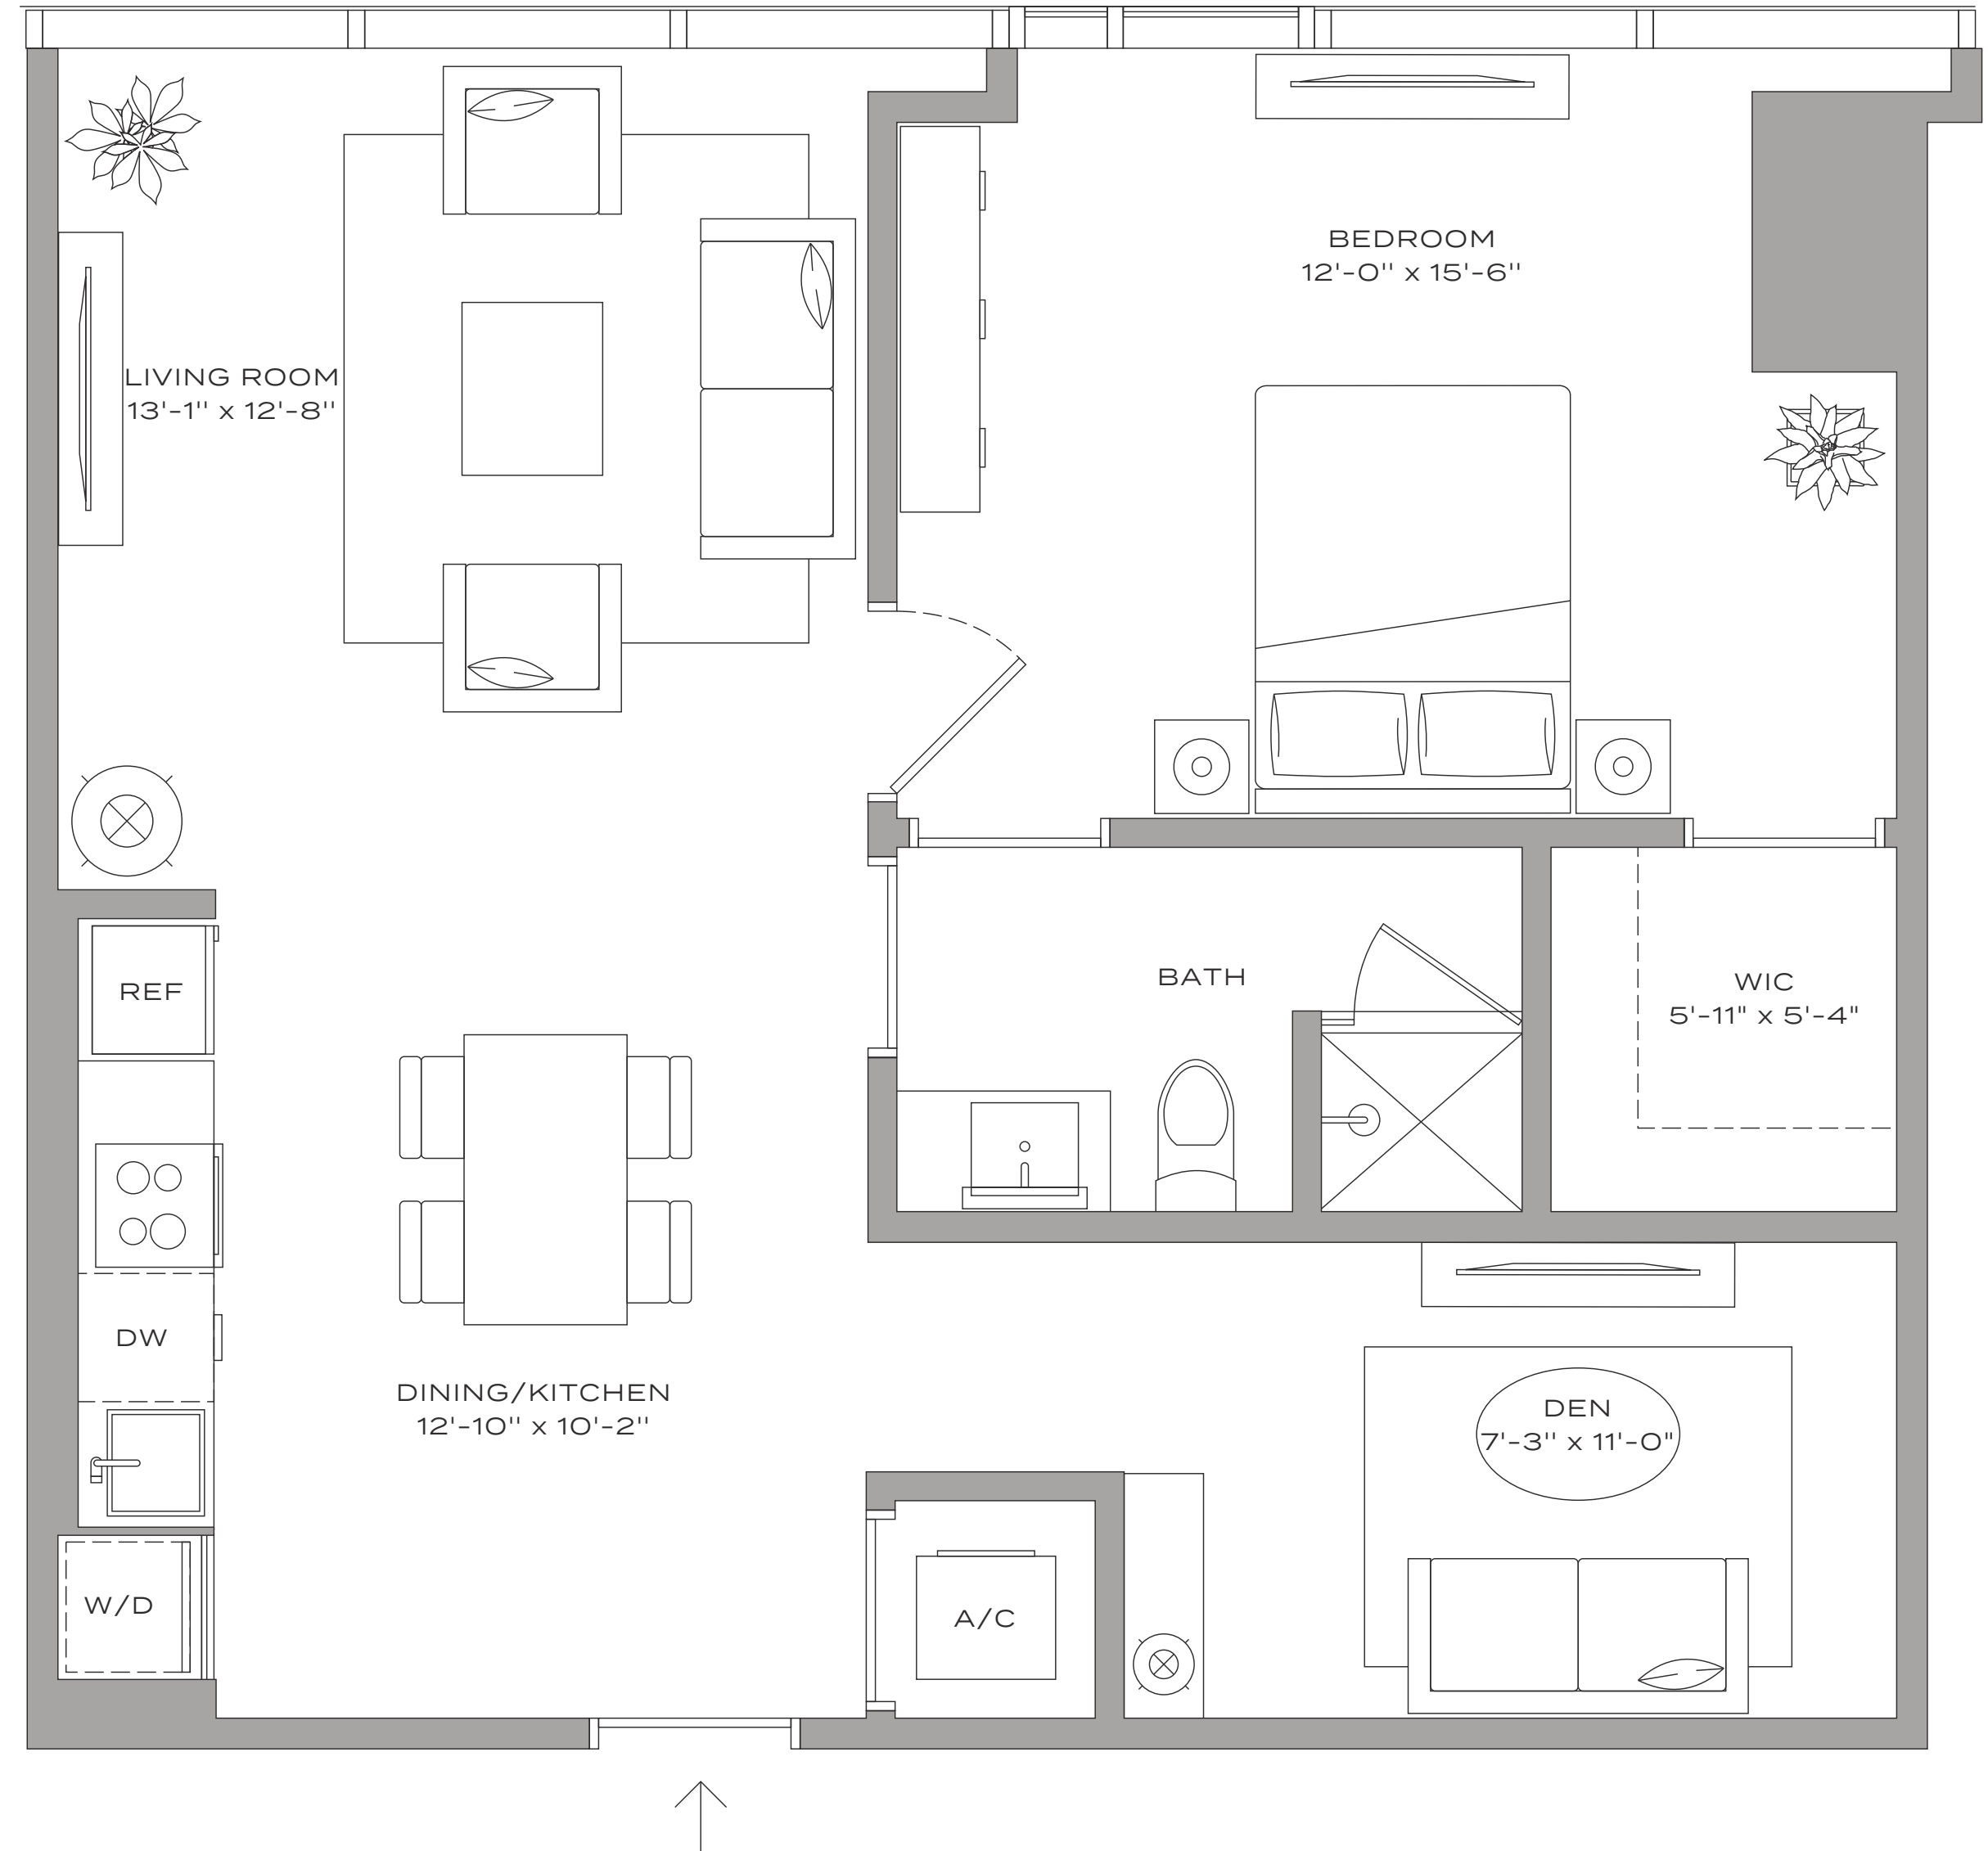 BEDROOM
12'-0'' x 15'-6''
LIVING ROOM
13'-1'' x 12'-8''
REF
BATH
WIC
5'-11" x 5'-4"
DW
DINING/KITCHEN
12'-10'' x 10'-2''
DEN
7'-3'' x 11'-0"
W/D
A/C